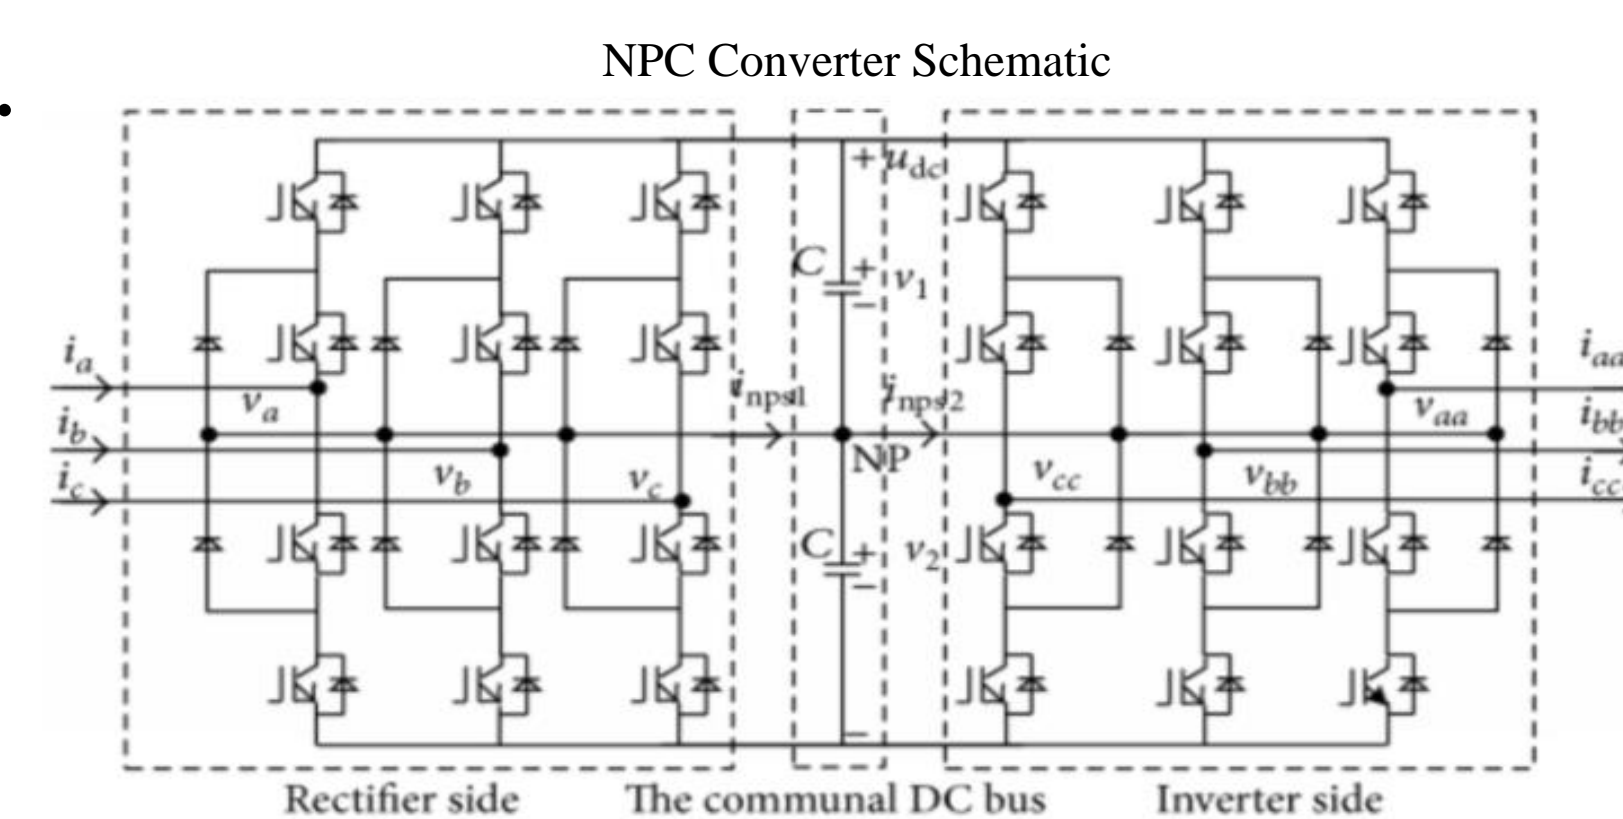 NPC Converter Schematic
•
+ u_dc
C + v_1
−
i_a
v_a
i_nps1 i_nps2
i_aa
v_aa
i_b
i_bb
NP
v_b v_c v_cc v_bb
i_c
i_cc
C + v_2
−
−
Rectifier side The communal DC bus Inverter side